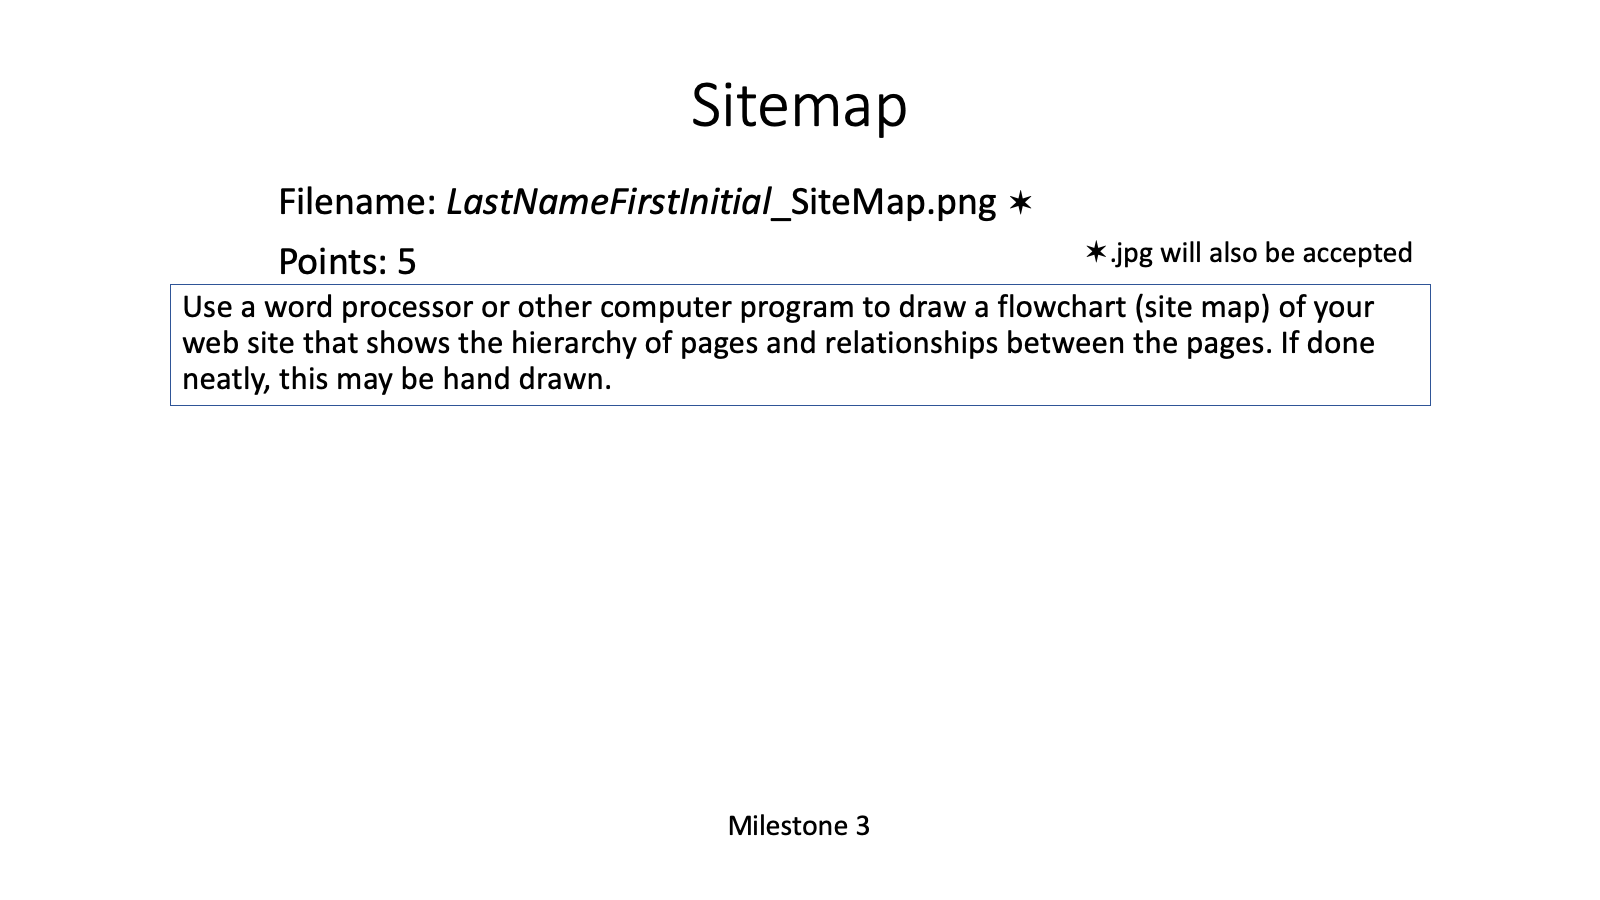 Sitemap
Filename: LastNameFirstInitial_SiteMap.png ✶
Points: 5
✶.jpg will also be accepted
Use a word processor or other computer program to draw a flowchart (site map) of your
web site that shows the hierarchy of pages and relationships between the pages. If done
neatly, this may be hand drawn.
Milestone 3